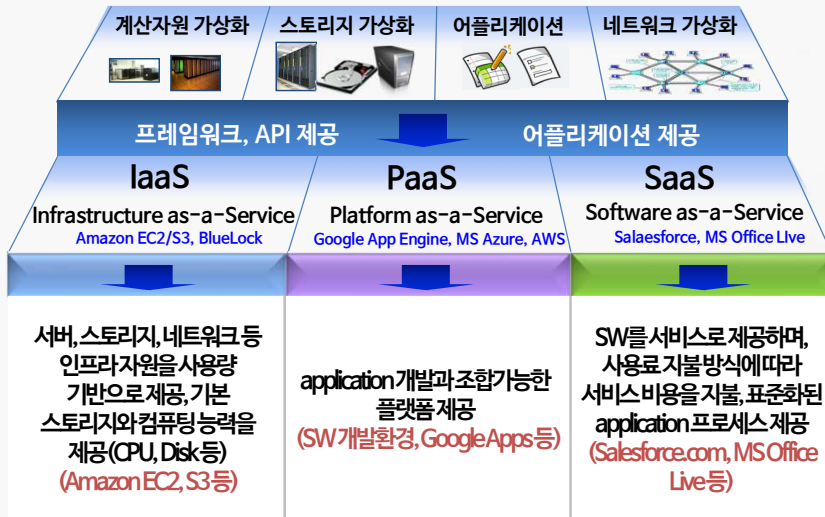 계산자원 가상화
스토리지 가상화
어플리케이션
네트워크 가상화
프레임워크, API 제공
어플리케이션 제공
IaaS
Infrastructure as-a-Service
Amazon EC2/S3, BlueLock
PaaS
Platform as-a-Service
Google App Engine, MS Azure, AWS
SaaS
Software as-a-Service
Salaesforce, MS Office LIve
서버, 스토리지, 네트워크 등
인프라 자원을 사용량
기반으로 제공, 기본
스토리지와 컴퓨팅 능력을
제공(CPU, Disk 등)
(Amazon EC2, S3 등)
application 개발과 조합가능한
플랫폼 제공
(SW 개발환경, Google Apps 등)
SW를 서비스로 제공하며,
사용료 지불 방식에 따라
서비스 비용을 지불, 표준화된
application 프로세스 제공
(Salesforce.com, MS Office
Live 등)